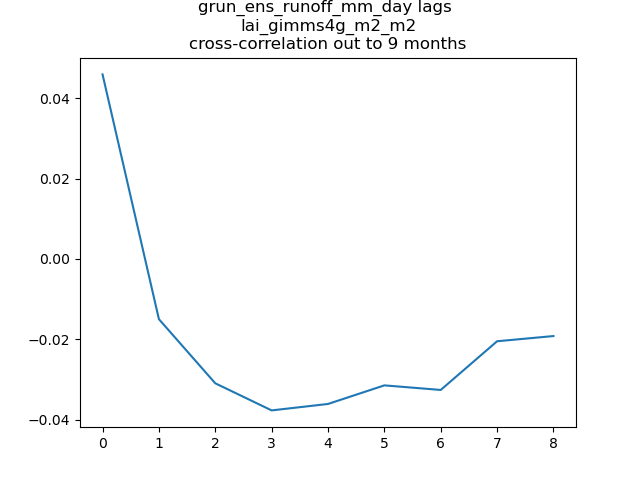 grun_ens_runoff_mm_day lags
lai_gimms4g_m2_m2
cross-correlation out to 9 months
0.04
0.02
0.00
−0.02
−0.04
0 1 2 3 4 5 6 7 8